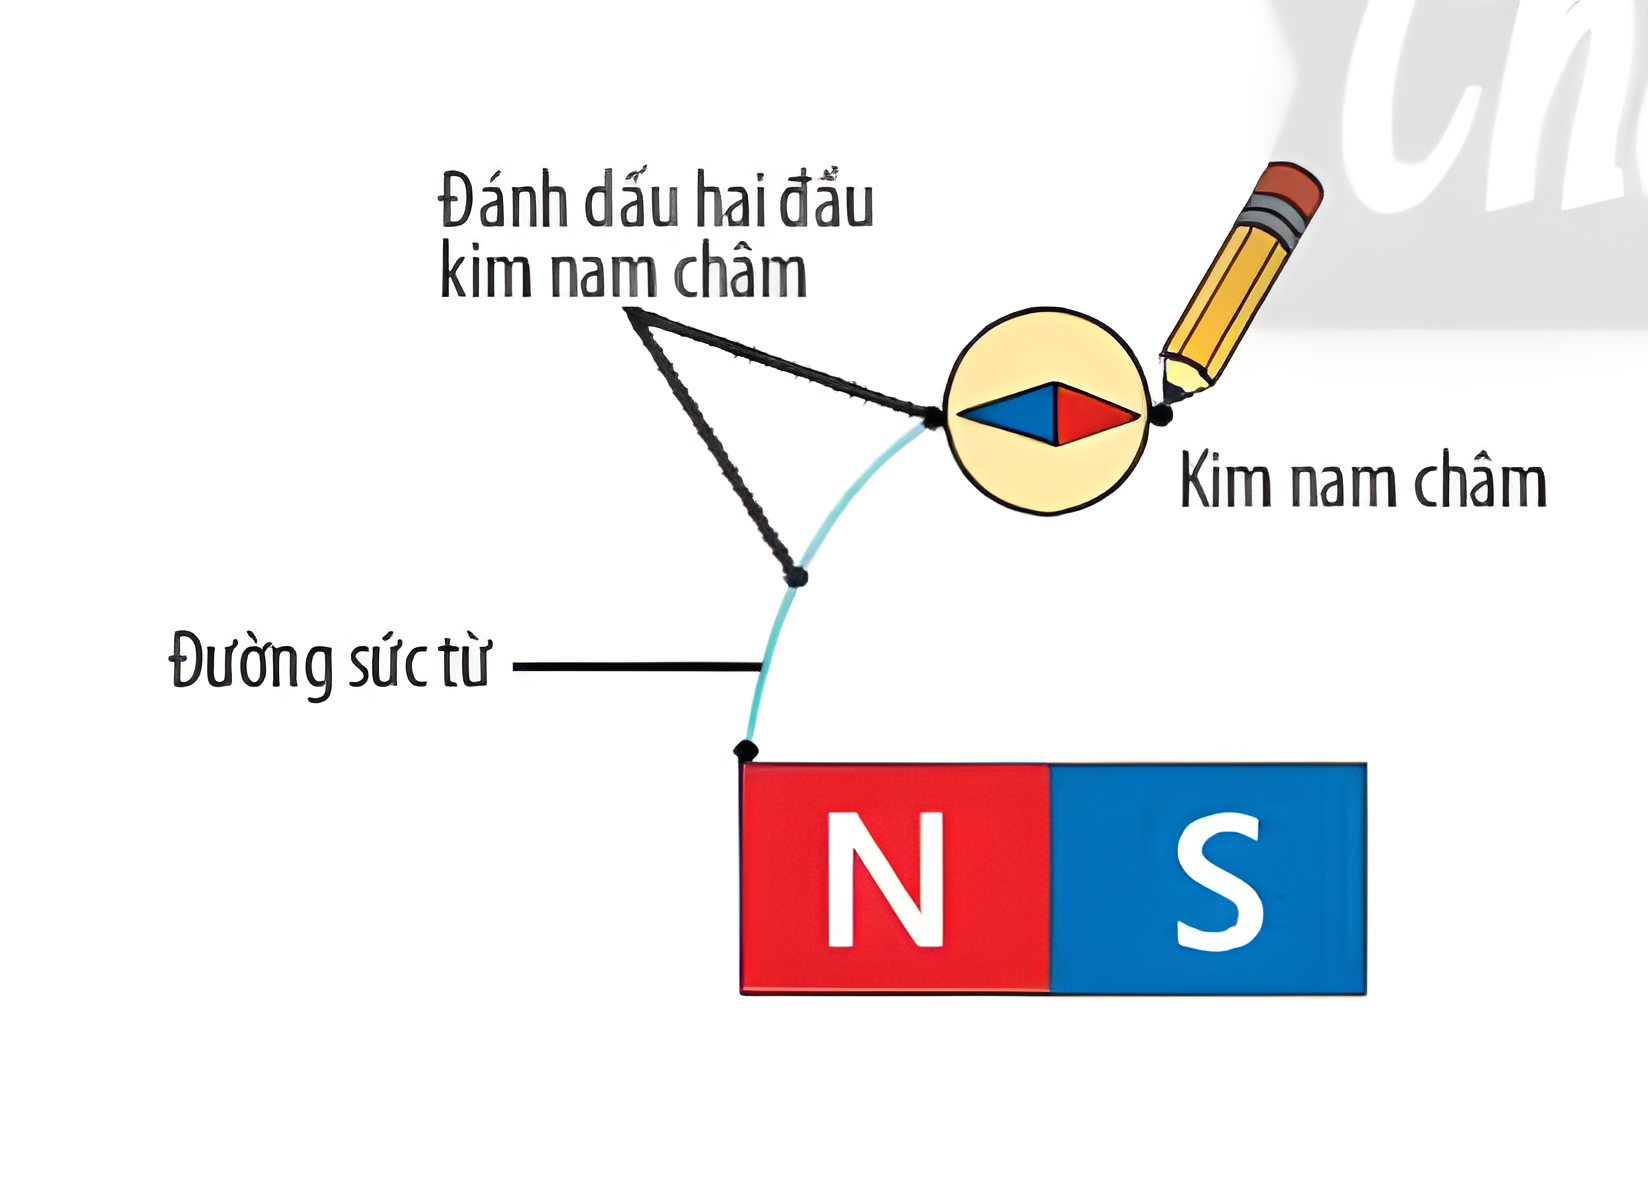 Đánh dấu hai đầu
kim nam châm
Kim nam châm
Đường sức từ
N S